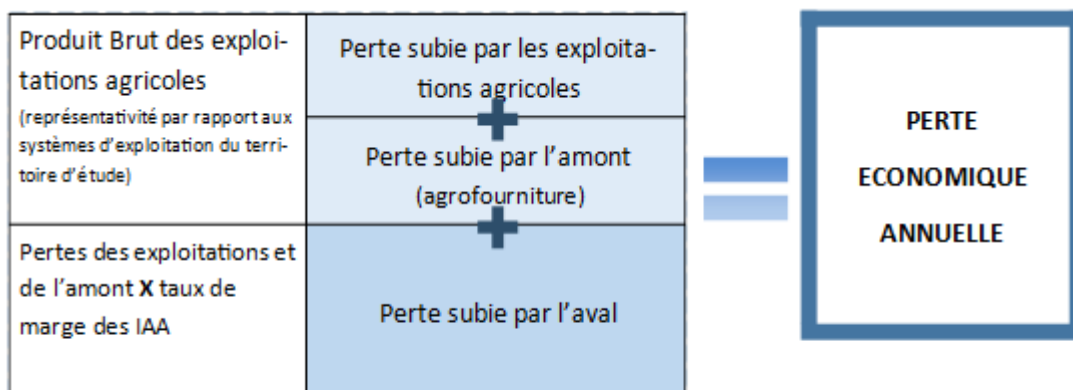 Produit Brut des exploi-
tations agricoles
(représentativité par rapport aux
systèmes d'exploitation du terri-
toire d'étude)
Perte subie par les exploita-
tions agricoles
Perte subie par l'amont
(agrofourniture)
Pertes des exploitations et
de l'amont X taux de
marge des IAA
Perte subie par l'aval
PERTE
ECONOMIQUE
ANNUELLE